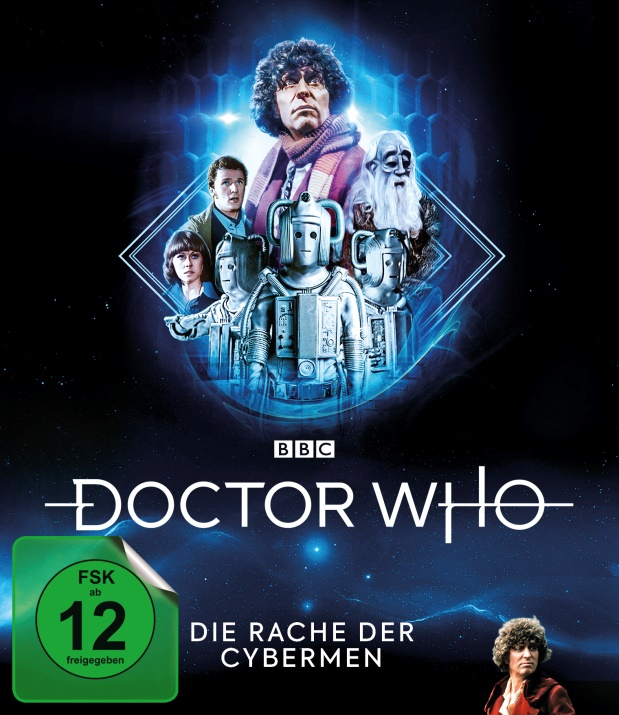 BBC
DOCTOR WHO
FSK
ab
12
freigegeben
DIE RACHE DER
CYBERMEN